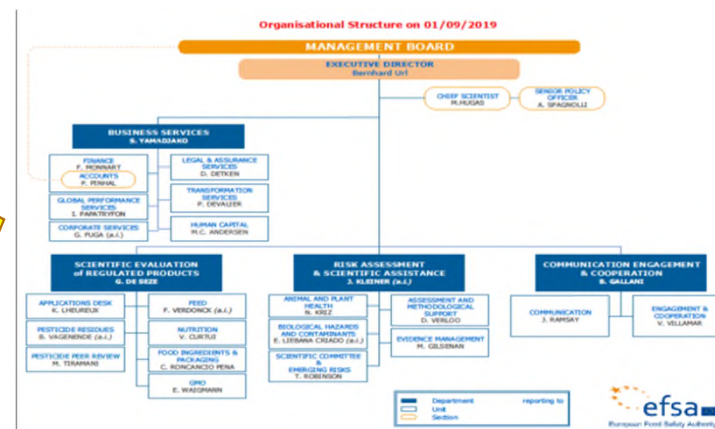 Organisational Structure on 01/09/2019
MANAGEMENT BOARD
EXECUTIVE DIRECTOR
Bernhard Url
CHIEF SCIENTIST
M.HUGAS
SENIOR POLICY
OFFICER
A. SPAGNOLLI
BUSINESS SERVICES
S. YAMADJAKO
FINANCE
F. MONNART
ACCOUNTS
P. PINHAL
GLOBAL PERFORMANCE
SERVICES
I. PAPATRYFON
CORPORATE SERVICES
G. FUGA (a.i.)
LEGAL & ASSURANCE
SERVICES
D. DETKEN
TRANSFORMATION
SERVICES
P. DEVALIER
HUMAN CAPITAL
M.C. ANDERSEN
SCIENTIFIC EVALUATION
of REGULATED PRODUCTS
G. DE SEZE
APPLICATIONS DESK
K. LHEUREUX
PESTICIDE RESIDUES
B. VAGENENDE (a.i.)
PESTICIDE PEER REVIEW
M. TIRAMANI
FEED
F. VERDONCK (a.i.)
NUTRITION
V. CURTUI
FOOD INGREDIENTS &
PACKAGING
C. RONCANCIO PENA
GMO
E. WAIGMANN
RISK ASSESSMENT
& SCIENTIFIC ASSISTANCE
J. KLEINER (a.i.)
ANIMAL AND PLANT
HEALTH
N. KRIZ
BIOLOGICAL HAZARDS
AND CONTAMINANTS
E. LIEBANA CRIADO (a.i.)
SCIENTIFIC COMMITTEE
&
EMERGING RISKS
T. ROBINSON
ASSESSMENT AND
METHODOLOGICAL
SUPPORT
D. VERLOO
EVIDENCE MANAGEMENT
M. GILSENAN
COMMUNICATION ENGAGEMENT
& COOPERATION
B. GALLANI
COMMUNICATION
J. RAMSAY
ENGAGEMENT &
COOPERATION
V. VILLAMAR
Department reporting to
Unit
Section
efsa
European Food Safety Authority